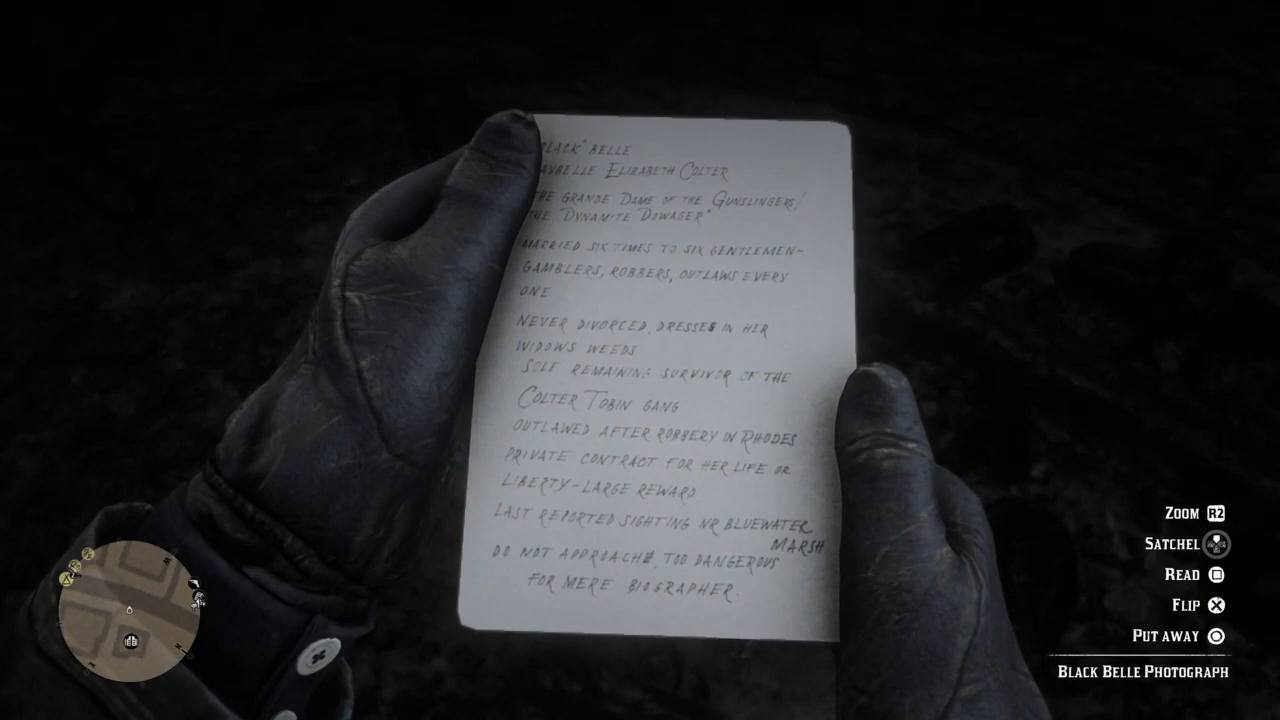 BLACK" BELLE
AYBELLE ELIZABETH COLTER
THE GRANDE DAME OF THE GUNSLINGERS/
THE DYNAMITE DOWAGER"
MARRIED SIX TIMES TO SIX GENTLEMEN-
GAMBLERS, ROBBERS, OUTLAWS EVERY
ONE
NEVER DIVORCED, DRESSES IN HER
WIDOWS WEEDS
SOLE REMAINING SURVIVOR OF THE
COLTER TOBIN GANG
OUTLAWED AFTER ROBBERY IN RHODES
PRIVATE CONTRACT FOR HER LIFE OR
LIBERTY-LARGE REWARD
LAST REPORTED SIGHTING NR BLUEWATER
MARSH
DO NOT APPROACH, TOO DANGEROUS
FOR MERE BIOGRAPHER.
ZOOM R2
SATCHEL
READ
FLIP
PUT AWAY
BLACK BELLE PHOTOGRAPH